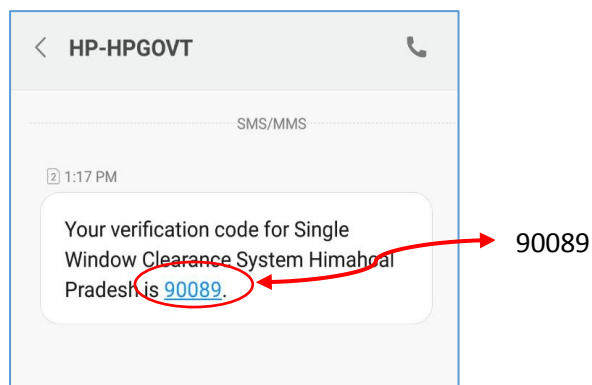 HP-HPGOVT
SMS/MMS
2 1:17 PM
Your verification code for Single
Window Clearance System Himahcal
Pradesh is 90089.
90089